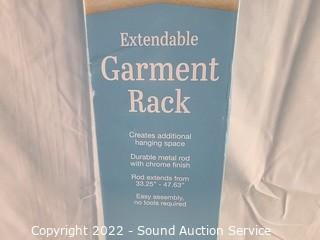 Extendable
Garment
Rack
Creates additional
hanging space
Durable metal rod
with chrome finish
Rod extends from
33.25" - 47.63"
Easy assembly,
no tools required
Copyright 2022 - Sound Auction Service